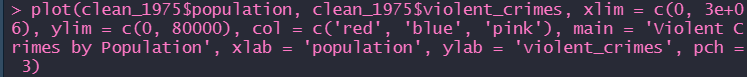 > plot(clean_1975$population, clean_1975$violent_crimes, xlim = c(0, 3e+0
6), ylim = c(0, 80000), col = c('red', 'blue', 'pink'), main = 'Violent C
rimes by Population', xlab = 'population', ylab = 'violent_crimes', pch =
 3)